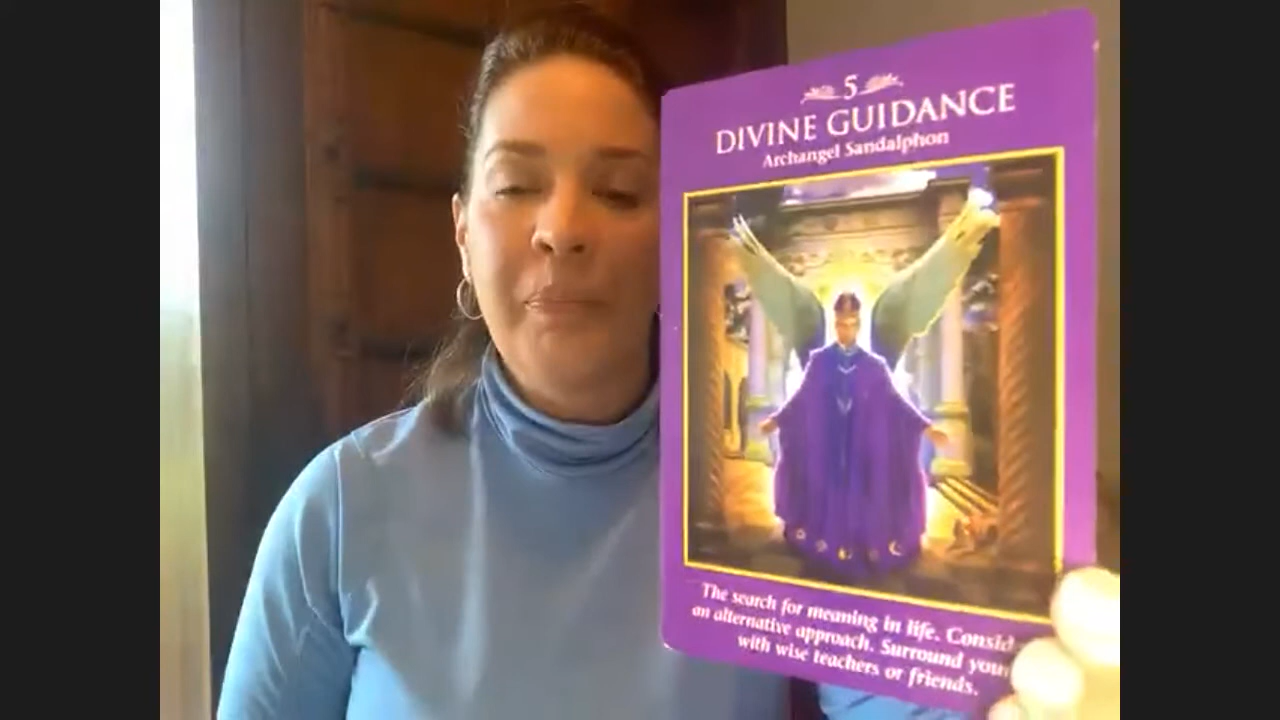 5
DIVINE GUIDANCE
Archangel Sandalphon
The search for meaning in life.
an alternative approach. Surround
with wise teachers or friends.